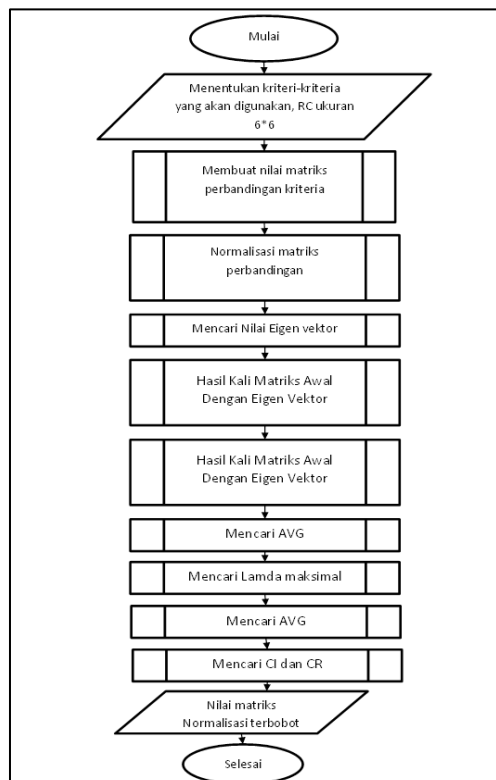 Mulai
Menentukan kriteri-kriteria
yang akan digunakan, RC ukuran
6*6
Membuat nilai matriks
perbandingan kriteria
Normalisasi matriks
perbandingan
Mencari Nilai Eigen vektor
Hasil Kali Matriks Awal
Dengan Eigen Vektor
Hasil Kali Matriks Awal
Dengan Eigen Vektor
Mencari AVG
Mencari Lamda maksimal
Mencari AVG
Mencari CI dan CR
Nilai matriks
Normalisasi terbobot
Selesai